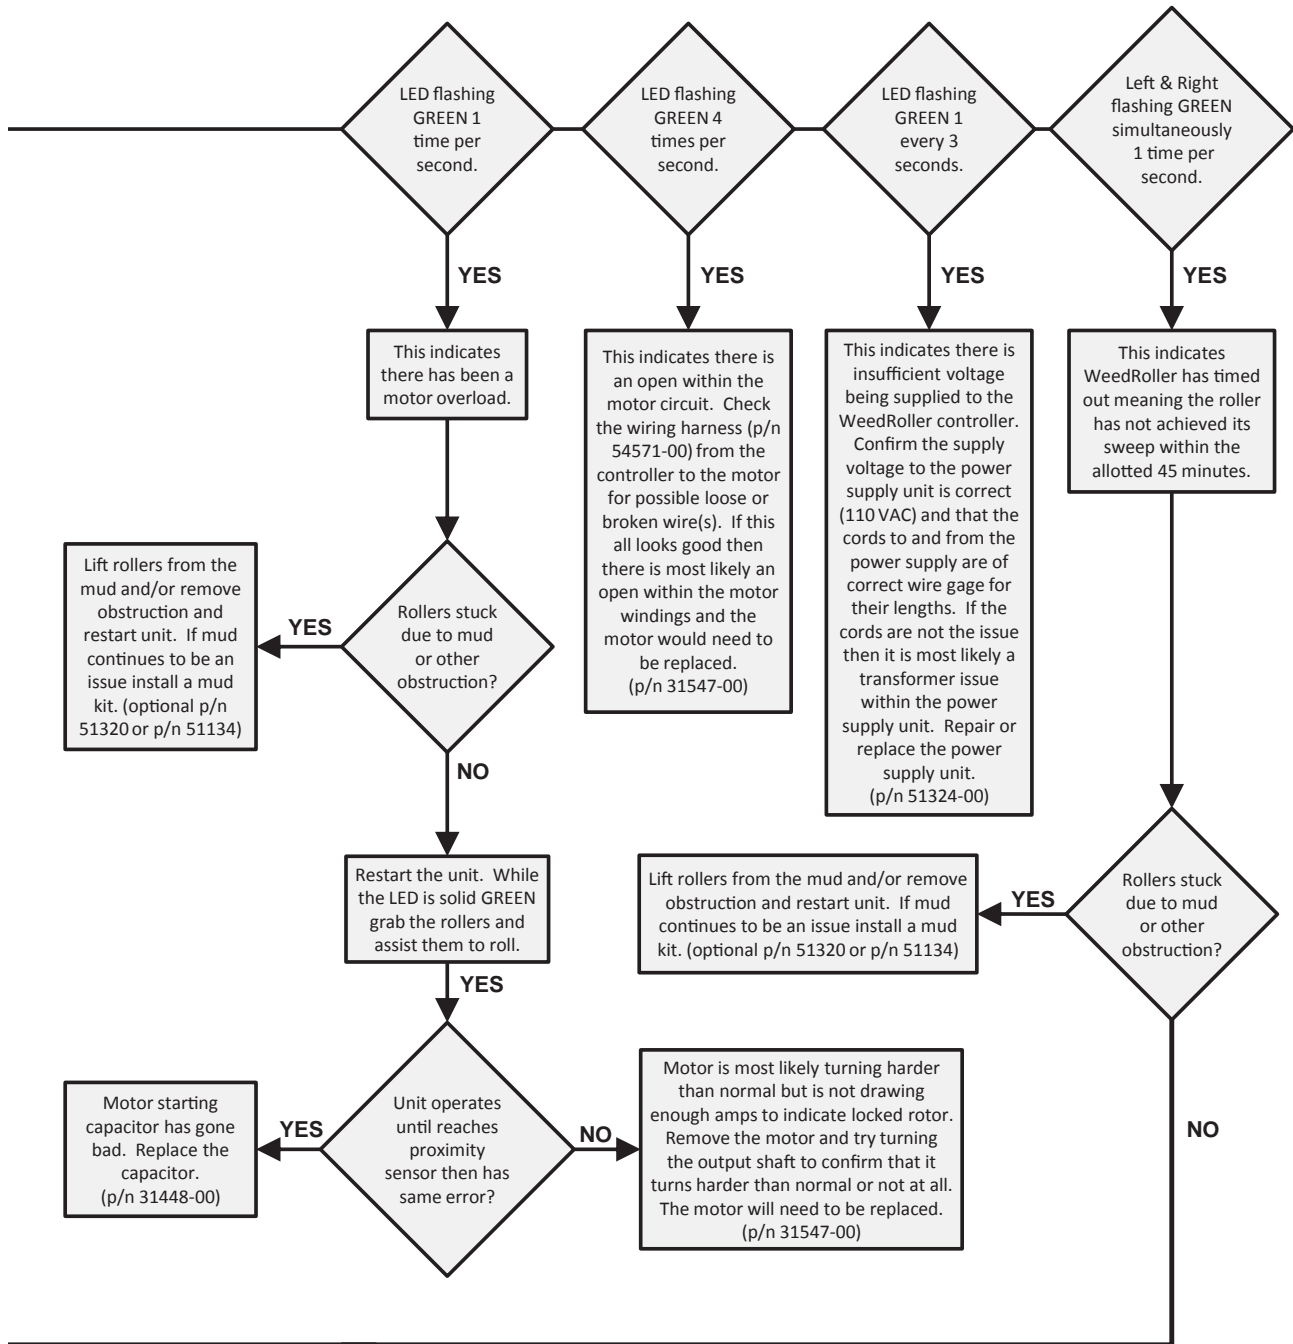 LED flashing
GREEN 1
time per
second.
LED flashing
GREEN 4
times per
second.
LED flashing
GREEN 1
every 3
seconds.
Left & Right
flashing GREEN
simultaneously
1 time per
second.
YES
YES
YES
YES
This indicates
there has been a
motor overload.
This indicates there is
an open within the
motor circuit. Check
the wiring harness (p/n
54571-00) from the
controller to the motor
for possible loose or
broken wire(s). If this
all looks good then
there is most likely an
open within the motor
windings and the
motor would need to
be replaced.
(p/n 31547-00)
This indicates there is
insufficient voltage
being supplied to the
WeedRoller controller.
Confirm the supply
voltage to the power
supply unit is correct
(110 VAC) and that the
cords to and from the
power supply are of
correct wire gage for
their lengths. If the
cords are not the issue
then it is most likely a
transformer issue
within the power
supply unit. Repair or
replace the power
supply unit.
(p/n 51324-00)
This indicates
WeedRoller has timed
out meaning the roller
has not achieved its
sweep within the
allotted 45 minutes.
Lift rollers from the
mud and/or remove
obstruction and
restart unit. If mud
continues to be an
issue install a mud
kit. (optional p/n
51320 or p/n 51134)
YES
Rollers stuck
due to mud
or other
obstruction?
NO
Restart the unit. While
the LED is solid GREEN
grab the rollers and
assist them to roll.
YES
Lift rollers from the mud and/or remove
obstruction and restart unit. If mud
continues to be an issue install a mud
kit. (optional p/n 51320 or p/n 51134)
YES
Rollers stuck
due to mud
or other
obstruction?
Motor starting
capacitor has gone
bad. Replace the
capacitor.
(p/n 31448-00)
YES
Unit operates
until reaches
proximity
sensor then has
same error?
NO
Motor is most likely turning harder
than normal but is not drawing
enough amps to indicate locked rotor.
Remove the motor and try turning
the output shaft to confirm that it
turns harder than normal or not at all.
The motor will need to be replaced.
(p/n 31547-00)
NO